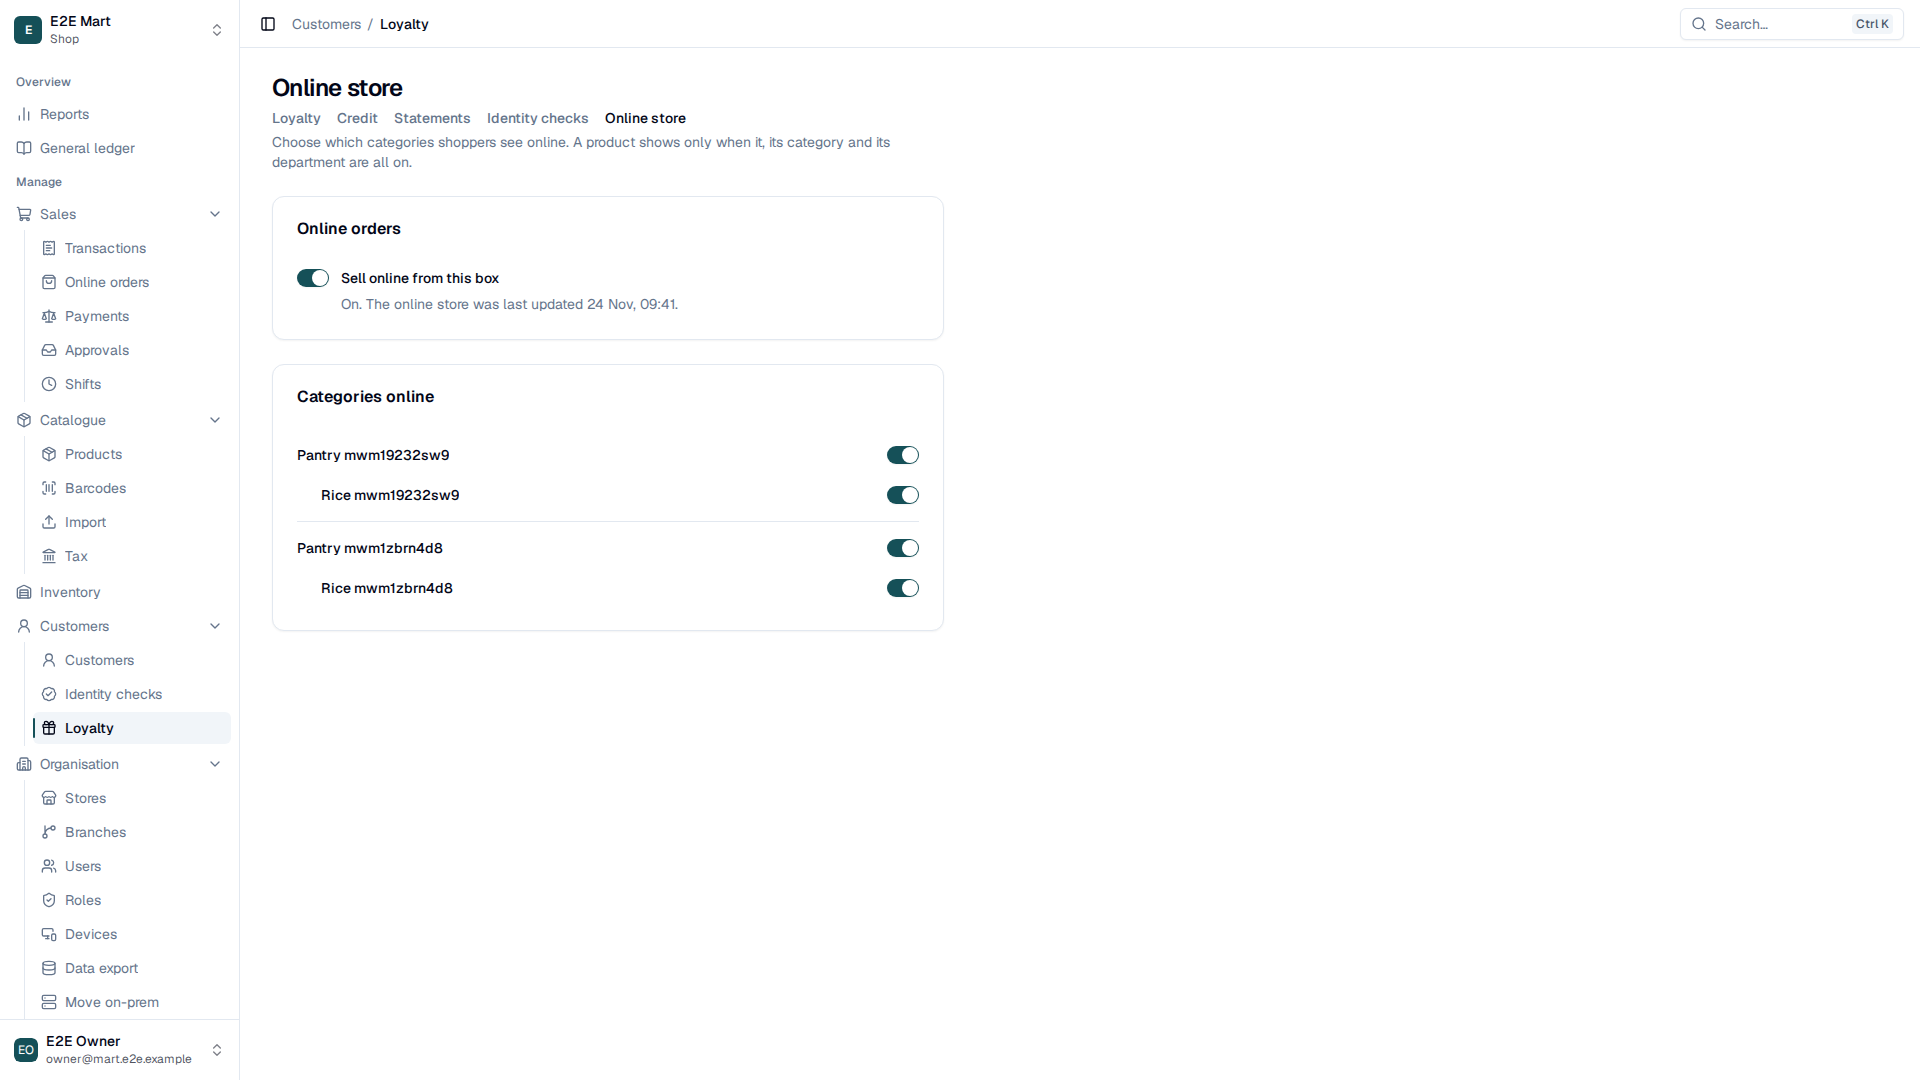 E
E2E Mart
Shop
Overview
Reports
General ledger
Manage
Sales
Transactions
Online orders
Payments
Approvals
Shifts
Catalogue
Products
Barcodes
Import
Tax
Inventory
Customers
Customers
Identity checks
Loyalty
Organisation
Stores
Branches
Users
Roles
Devices
Data export
Move on-prem
EO
E2E Owner
owner@mart.e2e.example
Customers / Loyalty
Search... Ctrl K
Online store
Loyalty Credit Statements Identity checks Online store
Choose which categories shoppers see online. A product shows only when it, its category and its
department are all on.
Online orders
Sell online from this box
On. The online store was last updated 24 Nov, 09:41.
Categories online
Pantry mwm19232sw9
Rice mwm19232sw9
Pantry mwm1zbrn4d8
Rice mwm1zbrn4d8